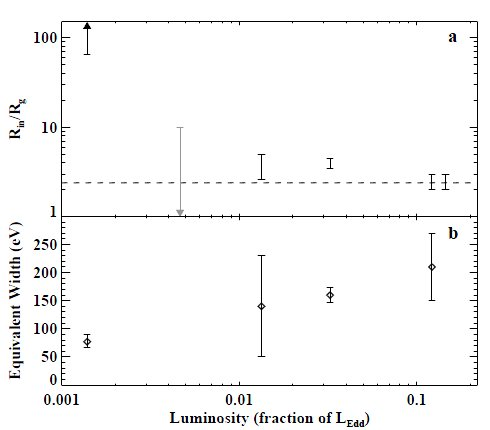 a
100
10
1
R_in/R_g
b
250
200
150
100
50
0
Equivalent Width (eV)
0.001
0.01
0.1
Luminosity (fraction of L_Edd)